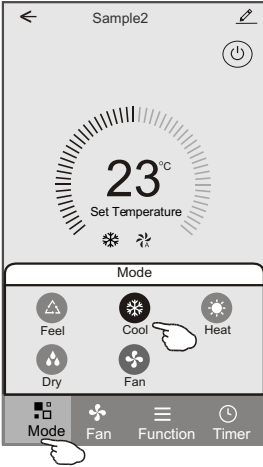 Sample2
23°C
Set Temperature
A
Mode
Feel Cool Heat
Dry Fan
Mode Fan Function Timer